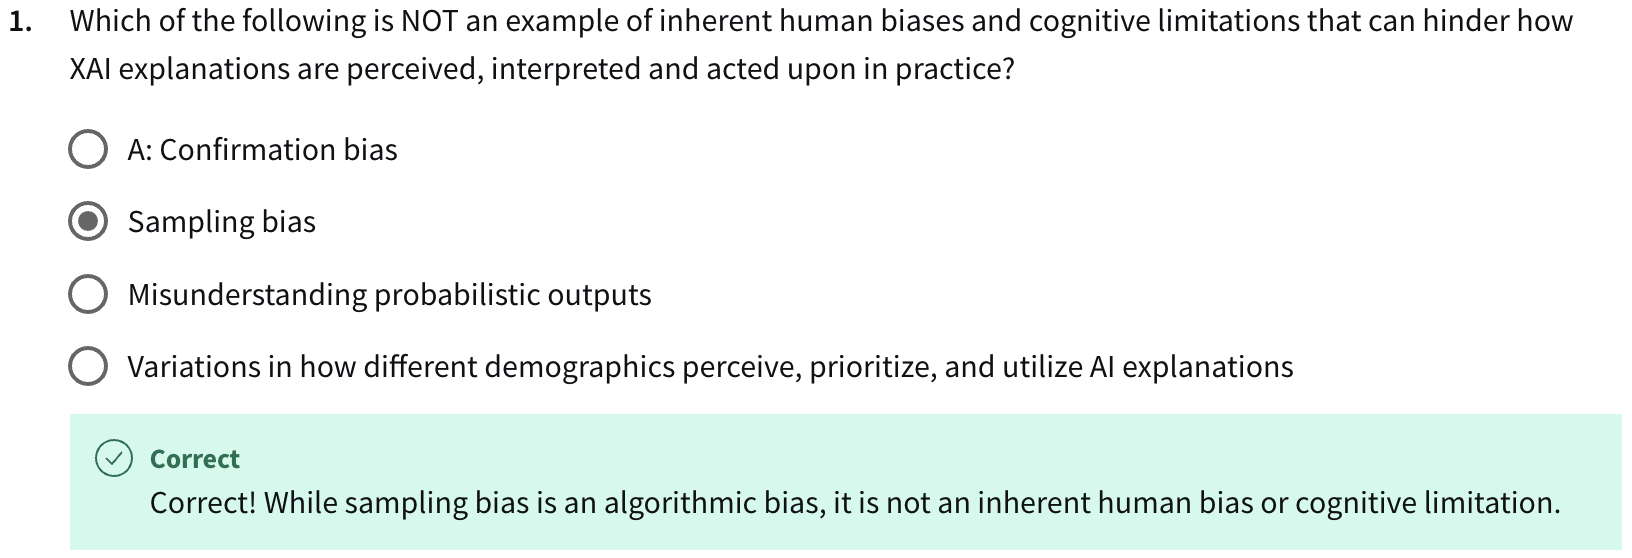 1. Which of the following is NOT an example of inherent human biases and cognitive limitations that can hinder how
XAI explanations are perceived, interpreted and acted upon in practice?
A: Confirmation bias
Sampling bias
Misunderstanding probabilistic outputs
Variations in how different demographics perceive, prioritize, and utilize AI explanations
Correct
Correct! While sampling bias is an algorithmic bias, it is not an inherent human bias or cognitive limitation.